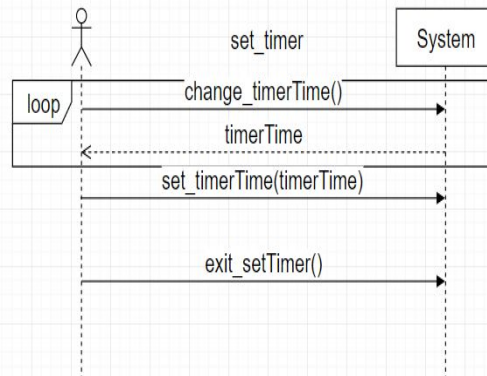 set_timer
System
loop
change_timerTime()
timerTime
set_timerTime(timerTime)
exit_setTimer()